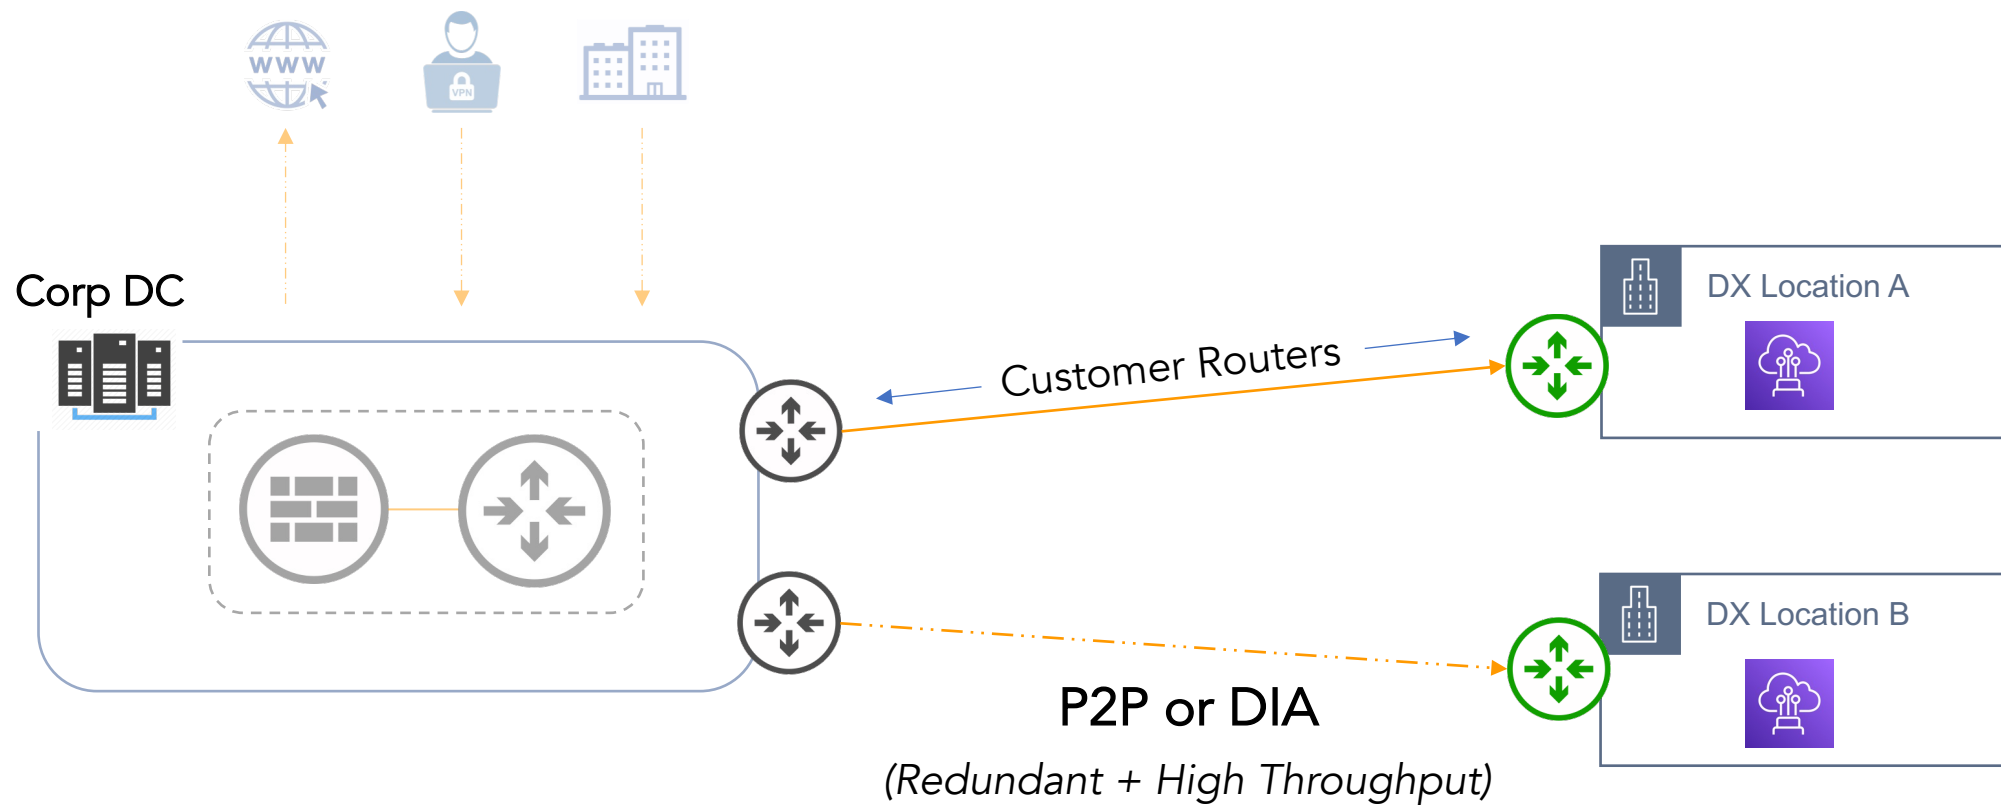 WWW
VPN
Corp DC
Customer Routers
DX Location A
DX Location B
P2P or DIA
(Redundant + High Throughput)